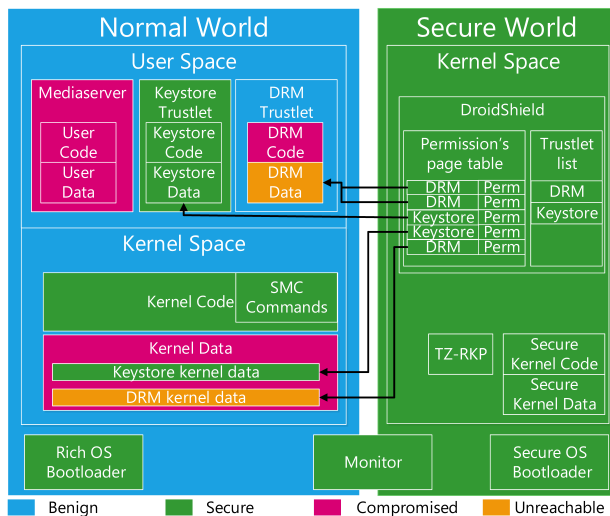 Normal World
User Space
Mediaserver
User
Code
User
Data
Keystore
Trustlet
Keystore
Code
Keystore
Data
DRM
Trustlet
DRM
Code
DRM
Data
Kernel Space
Kernel Code
SMC
Commands
Kernel Data
Keystore kernel data
DRM kernel data
Rich OS
Bootloader
Secure World
Kernel Space
DroidShield
Permission's
page table
DRM Perm
DRM Perm
Keystore Perm
Keystore Perm
DRM Perm
Trustlet
list
DRM
Keystore
TZ-RKP
Secure
Kernel Code
Secure
Kernel Data
Monitor
Secure OS
Bootloader
Benign Secure Compromised Unreachable